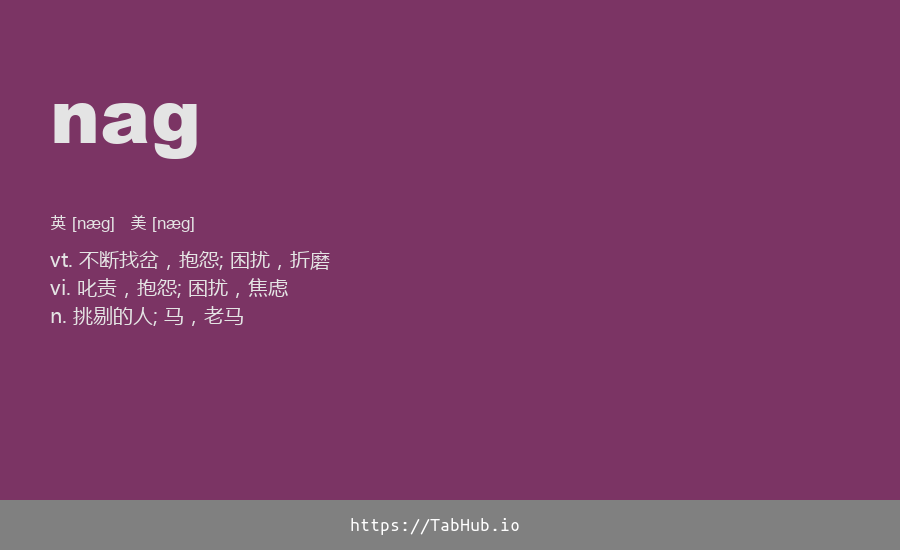 nag
英 [næg] 美 [næg]
vt. 不断找岔，抱怨; 困扰，折磨
vi. 叱责，抱怨; 困扰，焦虑
n. 挑剔的人; 马，老马
https://TabHub.io